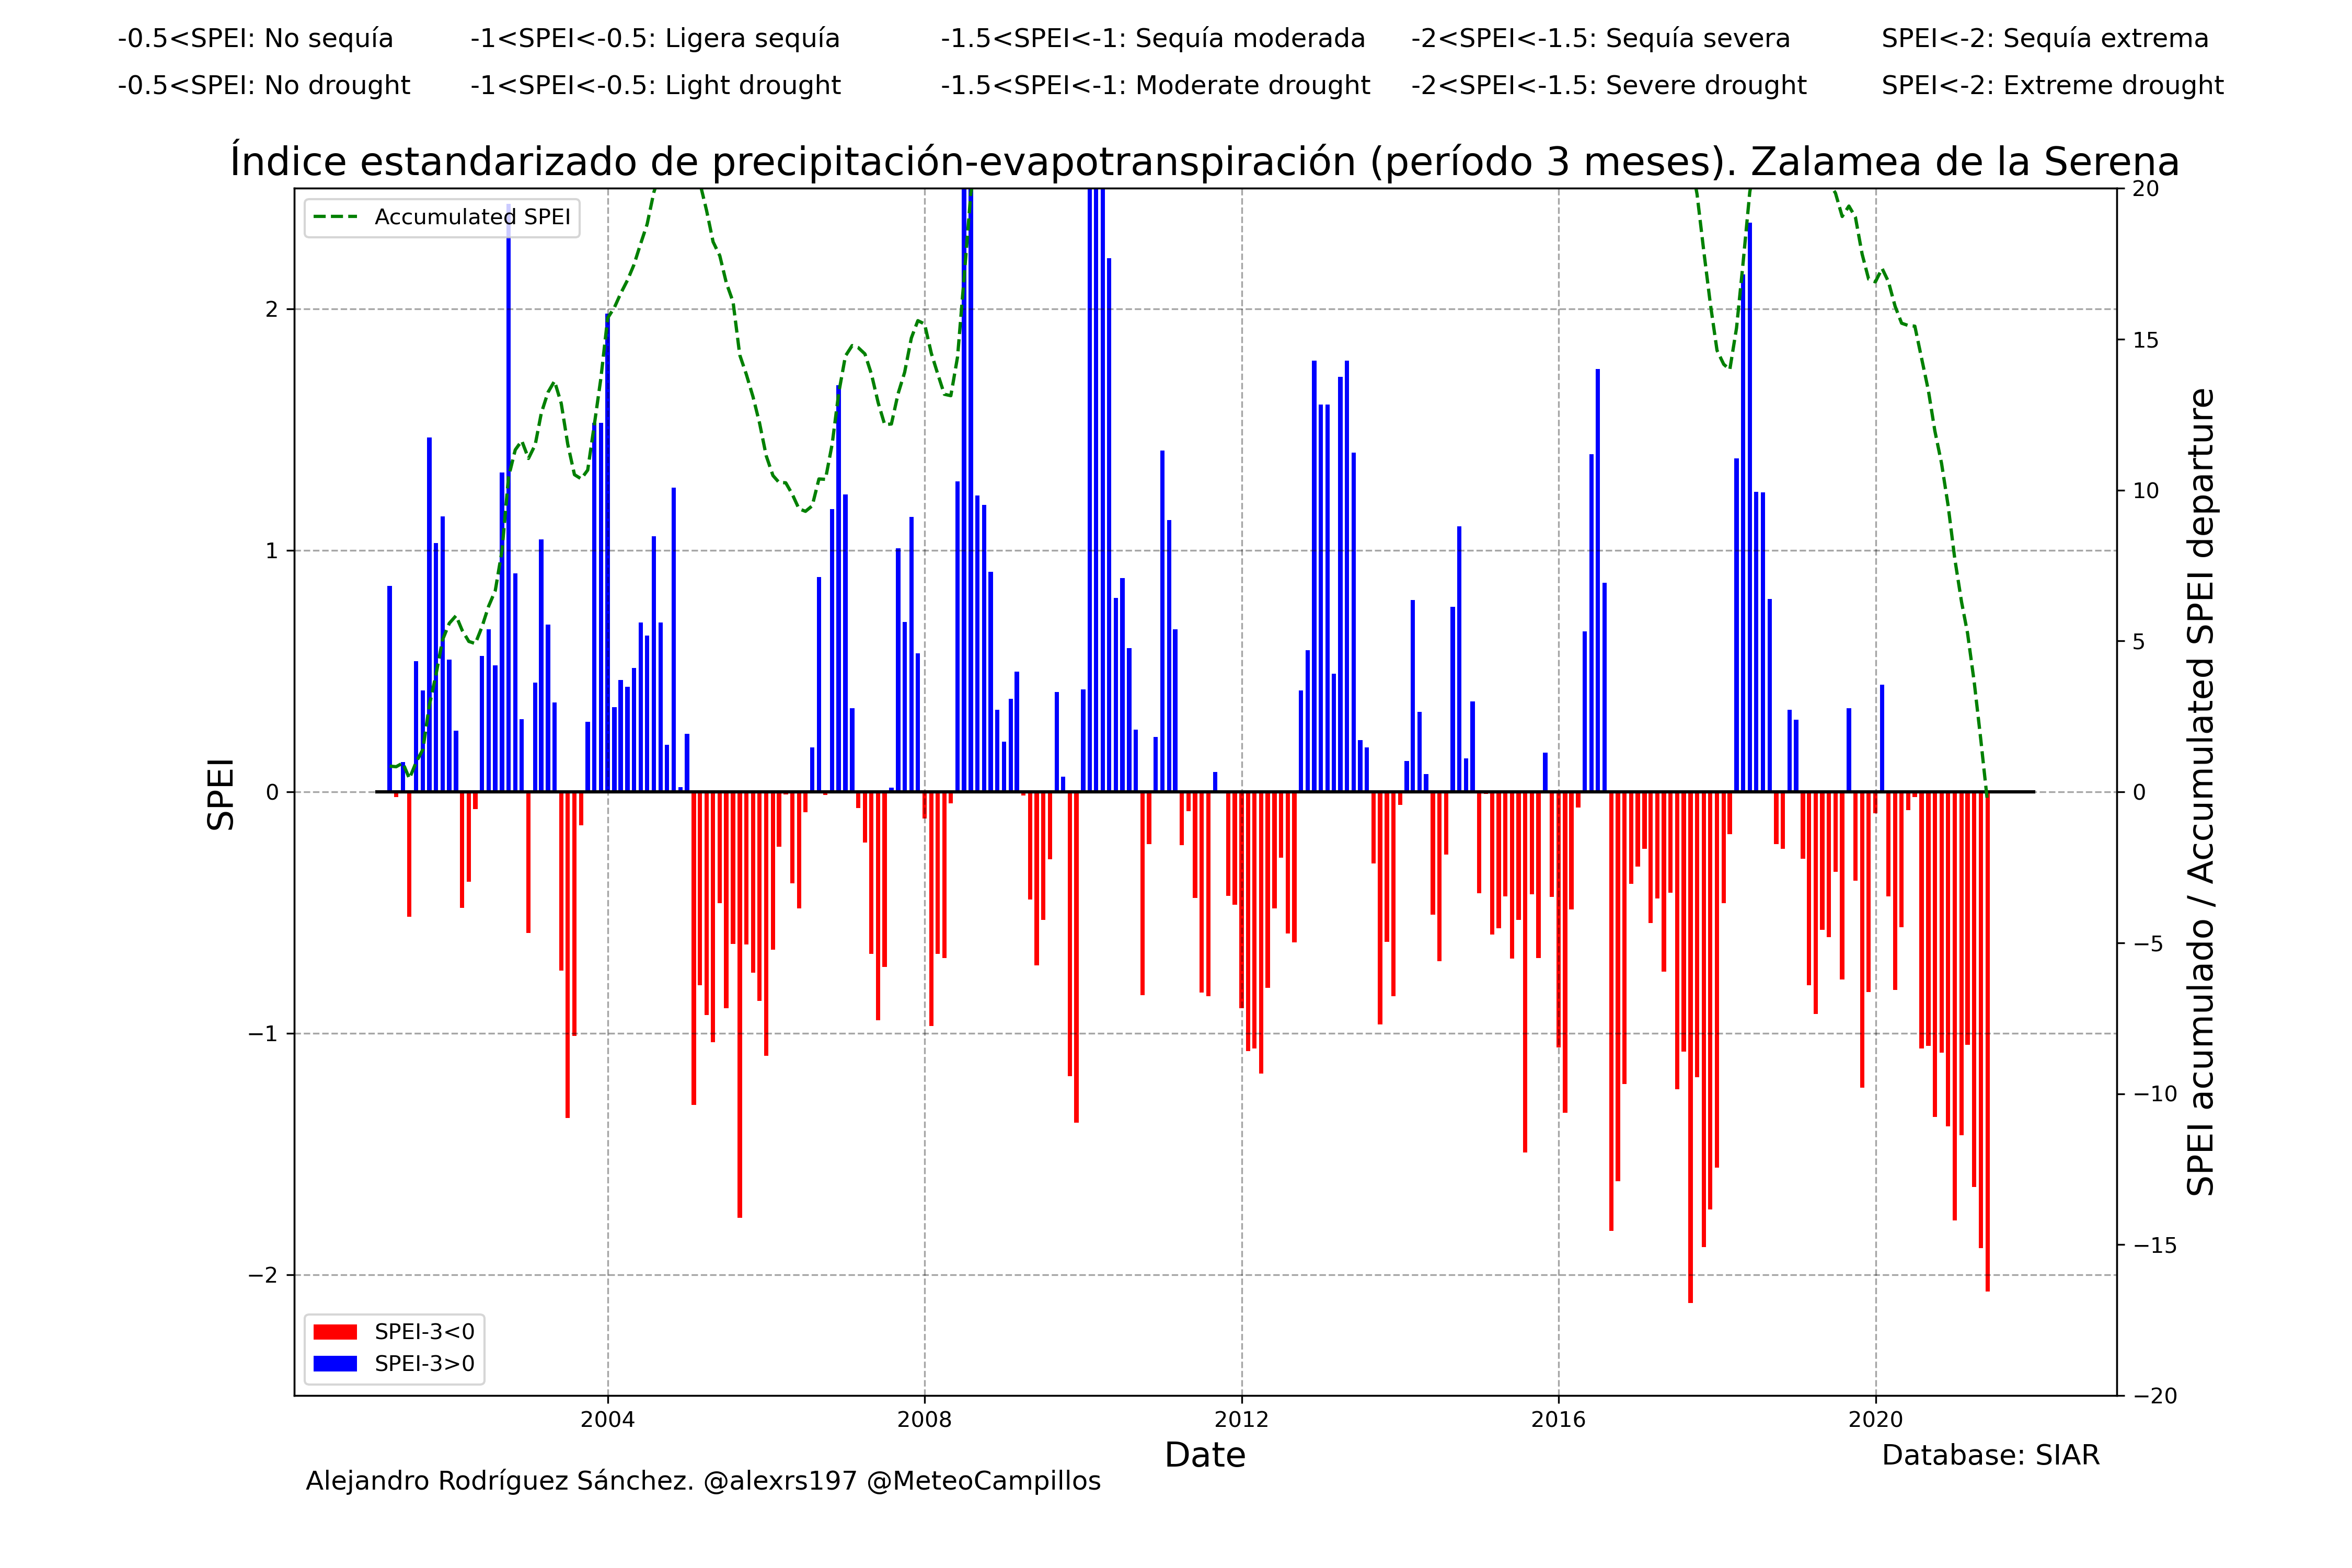 -0.5<SPEI: No sequía -1<SPEI<-0.5: Ligera sequía -1.5<SPEI<-1: Sequía moderada -2<SPEI<-1.5: Sequía severa SPEI<-2: Sequía extrema
-0.5<SPEI: No drought -1<SPEI<-0.5: Light drought -1.5<SPEI<-1: Moderate drought -2<SPEI<-1.5: Severe drought SPEI<-2: Extreme drought
Índice estandarizado de precipitación-evapotranspiración (período 3 meses). Zalamea de la Serena
Accumulated SPEI
SPEI
2
1
0
−1
−2
20
15
10
5
0
−5
−10
−15
−20
SPEI acumulado / Accumulated SPEI departure
SPEI-3<0
SPEI-3>0
2004 2008 2012 2016 2020
Date
Database: SIAR
Alejandro Rodríguez Sánchez. @alexrs197 @MeteoCampillos